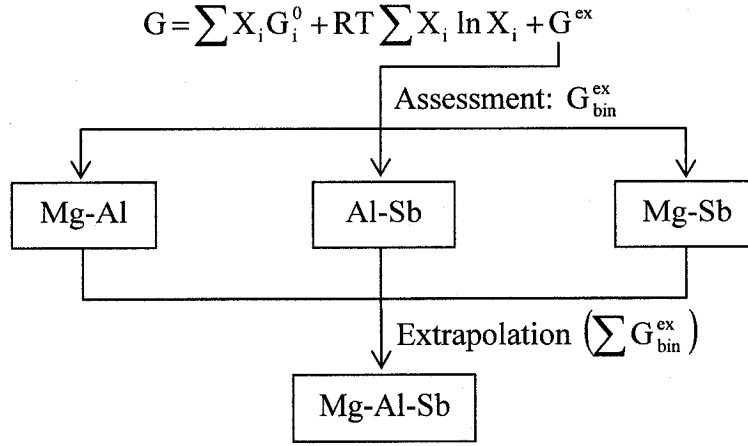 G = ∑ X_i G_i^0 + RT ∑ X_i ln X_i + G^ex
Assessment: G_bin^ex
Mg-Al Al-Sb Mg-Sb
Extrapolation (∑ G_bin^ex)
Mg-Al-Sb